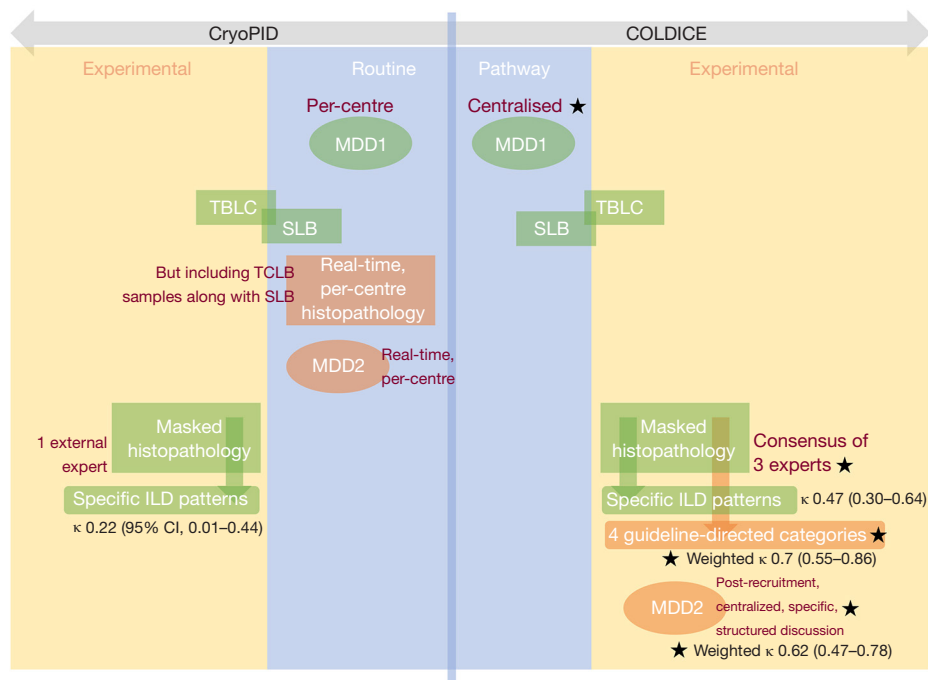 CryoPID
COLDICE
Experimental
Routine
Pathway
Experimental
Per-centre
MDD1
Centralised ★
MDD1
TBLC
SLB
TBLC
SLB
But including TCLB
samples along with SLB
Real-time,
per-centre
histopathology
MDD2
Real-time,
per-centre
1 external
expert
Masked
histopathology
Specific ILD patterns
κ 0.22 (95% CI, 0.01–0.44)
Masked
histopathology
Consensus of
3 experts ★
Specific ILD patterns
κ 0.47 (0.30–0.64)
4 guideline-directed categories ★
★ Weighted κ 0.7 (0.55–0.86)
MDD2
Post-recruitment,
centralized, specific, ★
structured discussion
★ Weighted κ 0.62 (0.47–0.78)